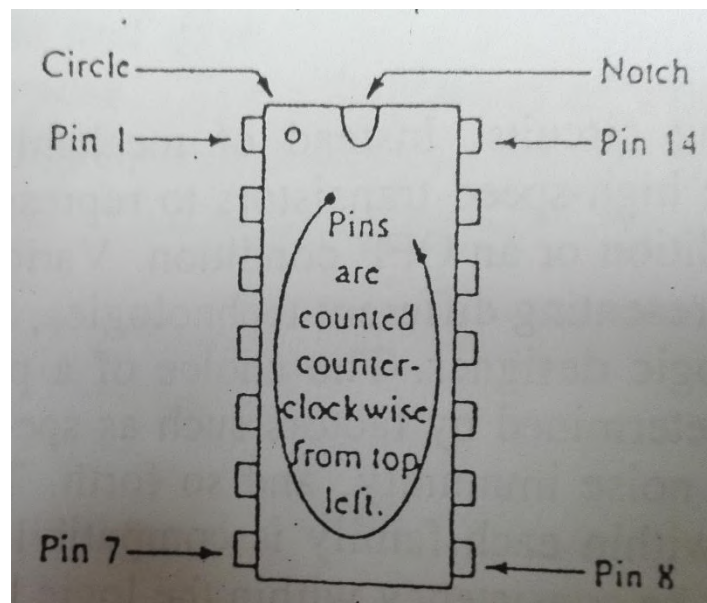 Circle
Notch
Pin 1
Pin 14
Pins
are
counted
counter-
clockwise
from top
left.
Pin 7
Pin 8